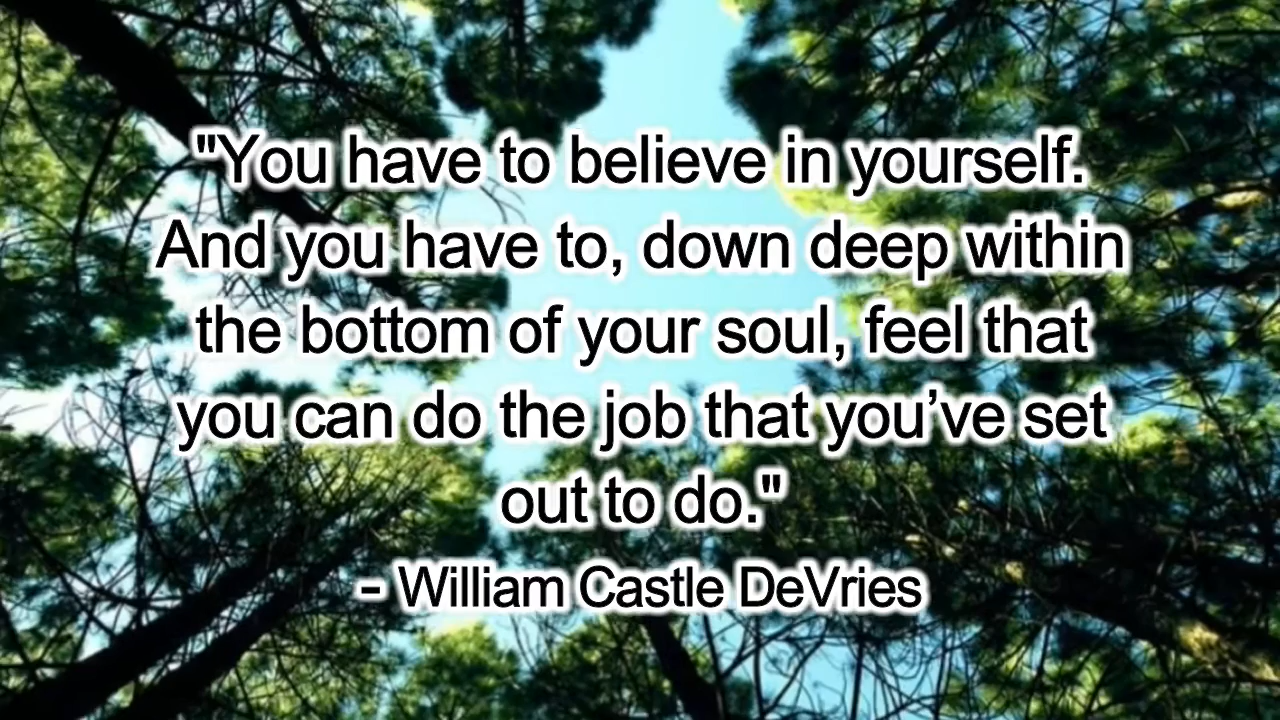 "You have to believe in yourself.
And you have to, down deep within
the bottom of your soul, feel that
you can do the job that you’ve set
out to do."
- William Castle DeVries